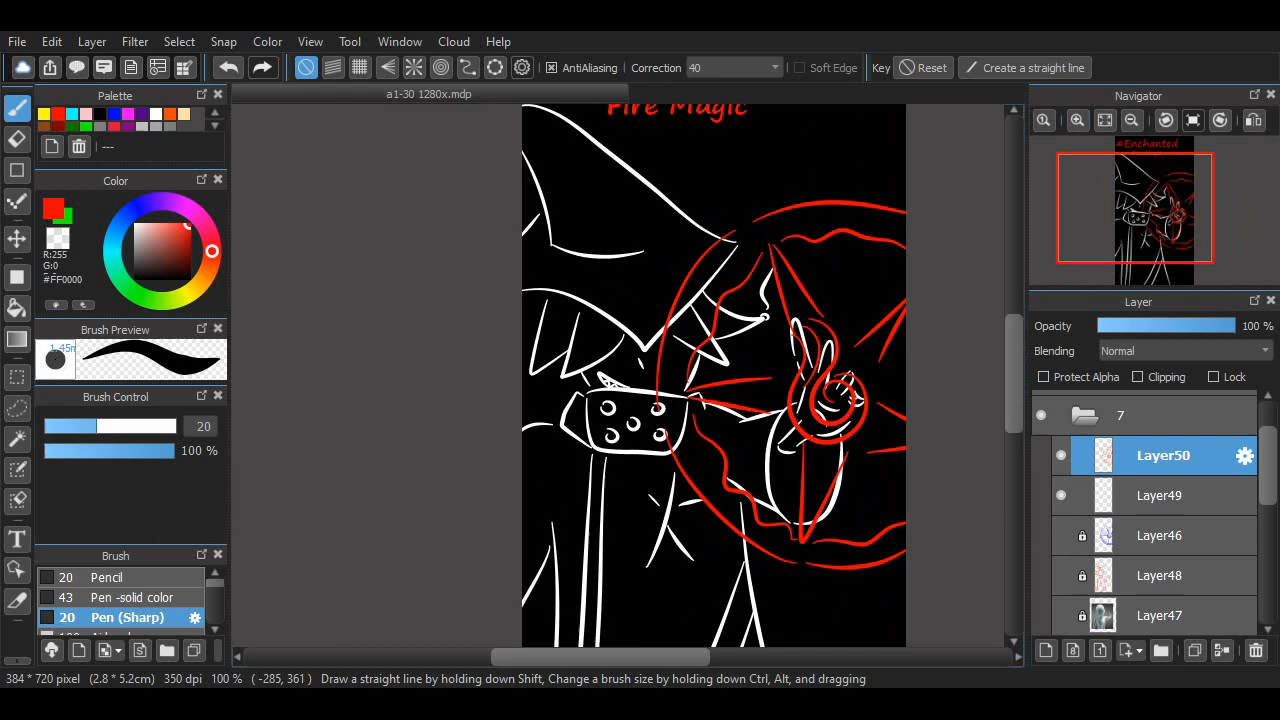 File Edit Layer Filter Select Snap Color View Tool Window Cloud Help
AntiAliasing Correction 40 Soft Edge Key Reset Create a straight line
Palette
---
Color
R:255
G:0
#FF0000
Brush Preview
Brush Control
20
100 %
Brush
20 Pencil
43 Pen -solid color
20 Pen (Sharp)
a1-30 1280x.mdp
Fire Magic
Navigator
#Enchanted
Layer
Opacity 100 %
Blending Normal
Protect Alpha Clipping Lock
7
Layer50
Layer49
Layer46
Layer48
Layer47
384 * 720 pixel (2.8 * 5.2cm) 350 dpi 100 % ( -285, 361 ) Draw a straight line by holding down Shift, Change a brush size by holding down Ctrl, Alt, and dragging